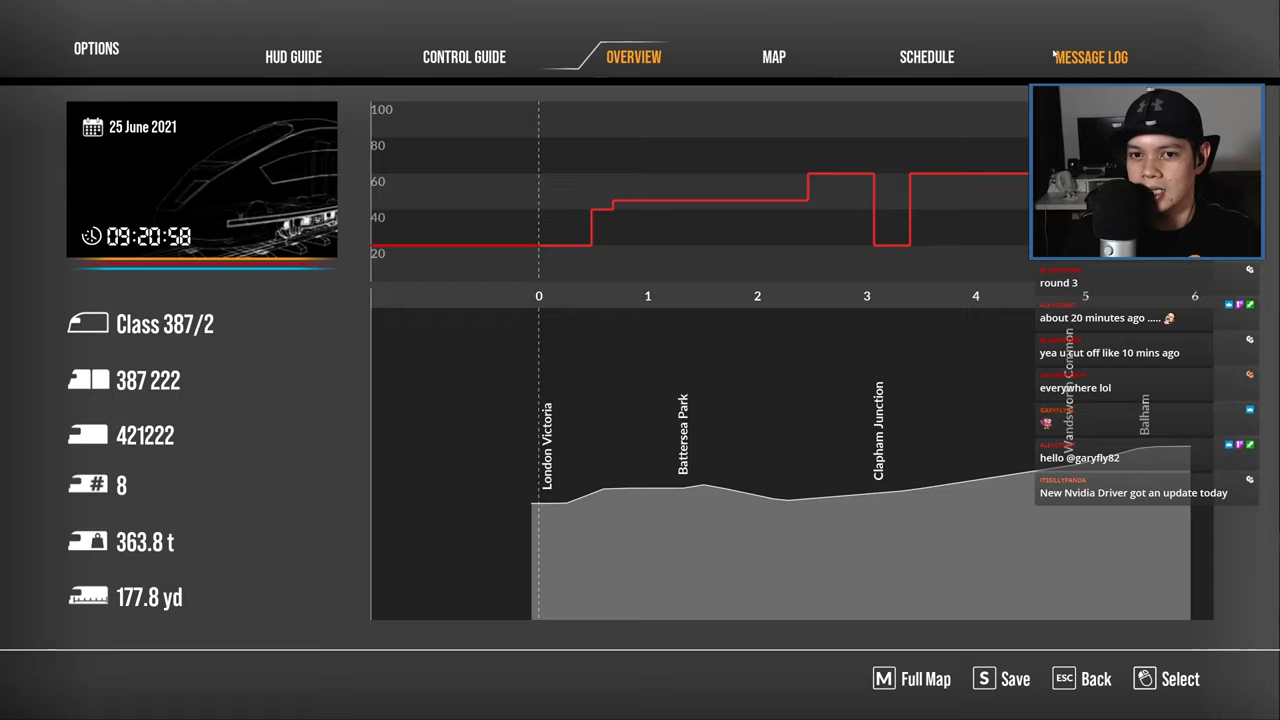 OPTIONS
HUD GUIDE
CONTROL GUIDE
OVERVIEW
MAP
SCHEDULE
MESSAGE LOG
25 June 2021
09:20:58
Class 387/2
387 222
421222
8
363.8 t
177.8 yd
100
80
60
40
20
0
1
2
3
4
5
6
London Victoria
Battersea Park
Clapham Junction
Wandsworth Common
Balham
round 3
about 20 minutes ago .....
yea u cut off like 10 mins ago
everywhere lol
hello @garyfly82
ITSSILLYPANDA
New Nvidia Driver got an update today
M Full Map
S Save
ESC Back
Select